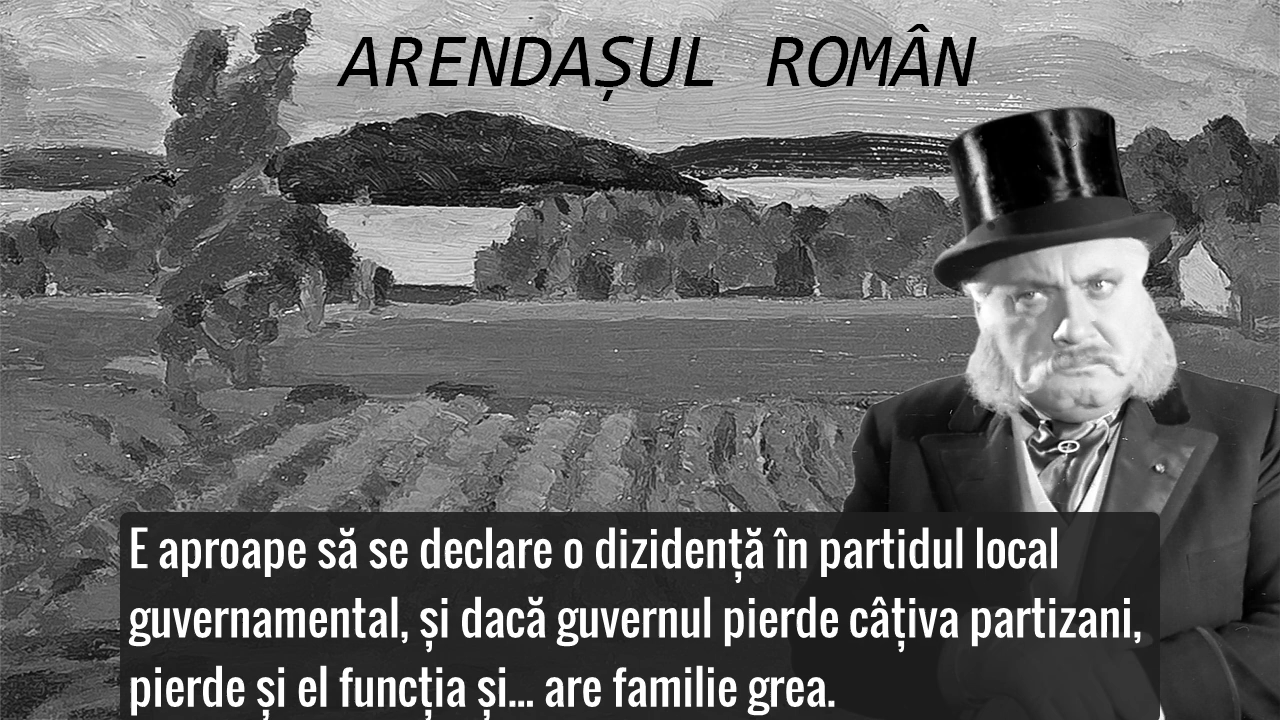 ARENDAȘUL ROMÂN
E aproape să se declare o dizidență în partidul local
guvernamental, și dacă guvernul pierde câțiva partizani,
pierde și el funcția și... are familie grea.